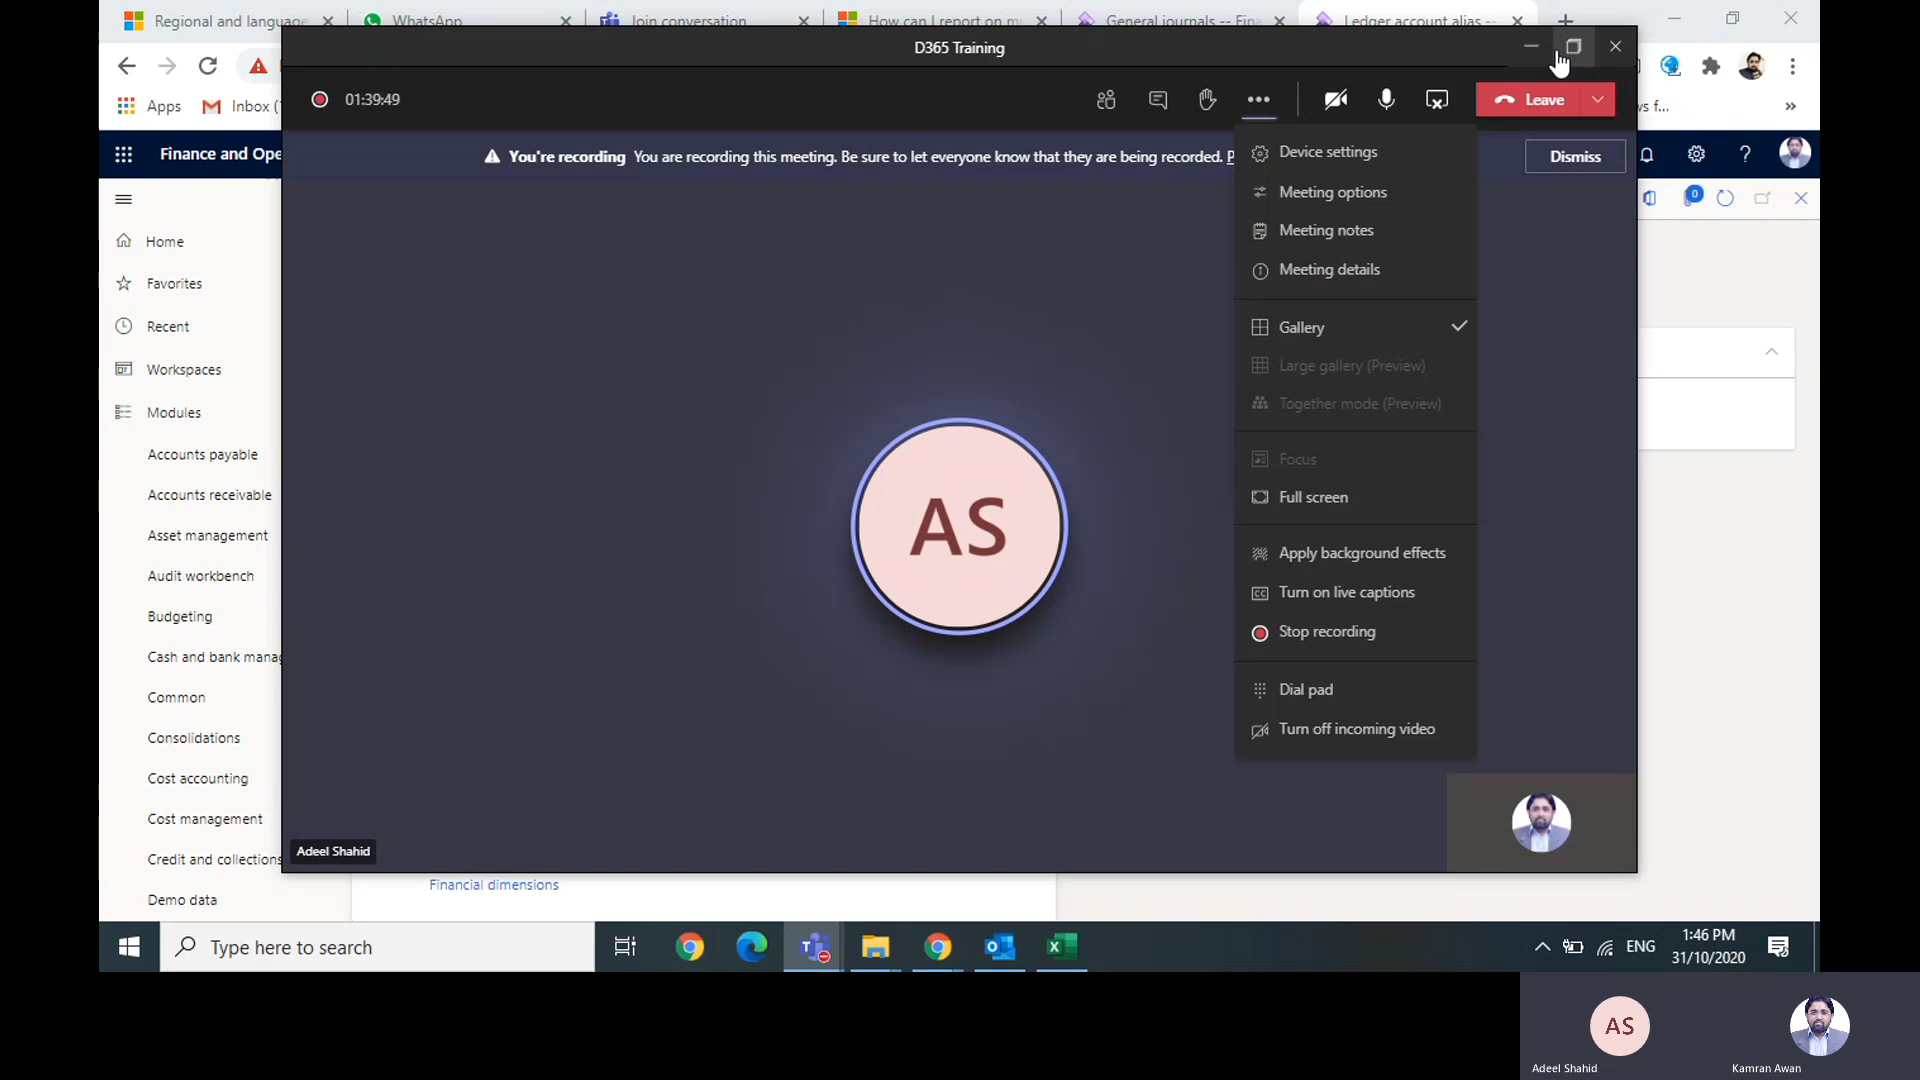 Regional and language
WhatsApp
Join conversation
How can I report on m
General journals -- Fina
Ledger account alias --
D365 Training
01:39:49
Leave
Apps
Inbox (
Finance and Ope
You're recording You are recording this meeting. Be sure to let everyone know that they are being recorded. P
Dismiss
?
0
Device settings
Meeting options
Meeting notes
Meeting details
Gallery
Large gallery (Preview)
Together mode (Preview)
Focus
Full screen
Apply background effects
CC Turn on live captions
Stop recording
Dial pad
Turn off incoming video
Home
Favorites
Recent
Workspaces
Modules
Accounts payable
Accounts receivable
Asset management
Audit workbench
Budgeting
Cash and bank manag
Common
Consolidations
Cost accounting
Cost management
Credit and collections
Demo data
AS
Adeel Shahid
Financial dimensions
Type here to search
ENG
1:46 PM
31/10/2020
AS
Adeel Shahid
Kamran Awan